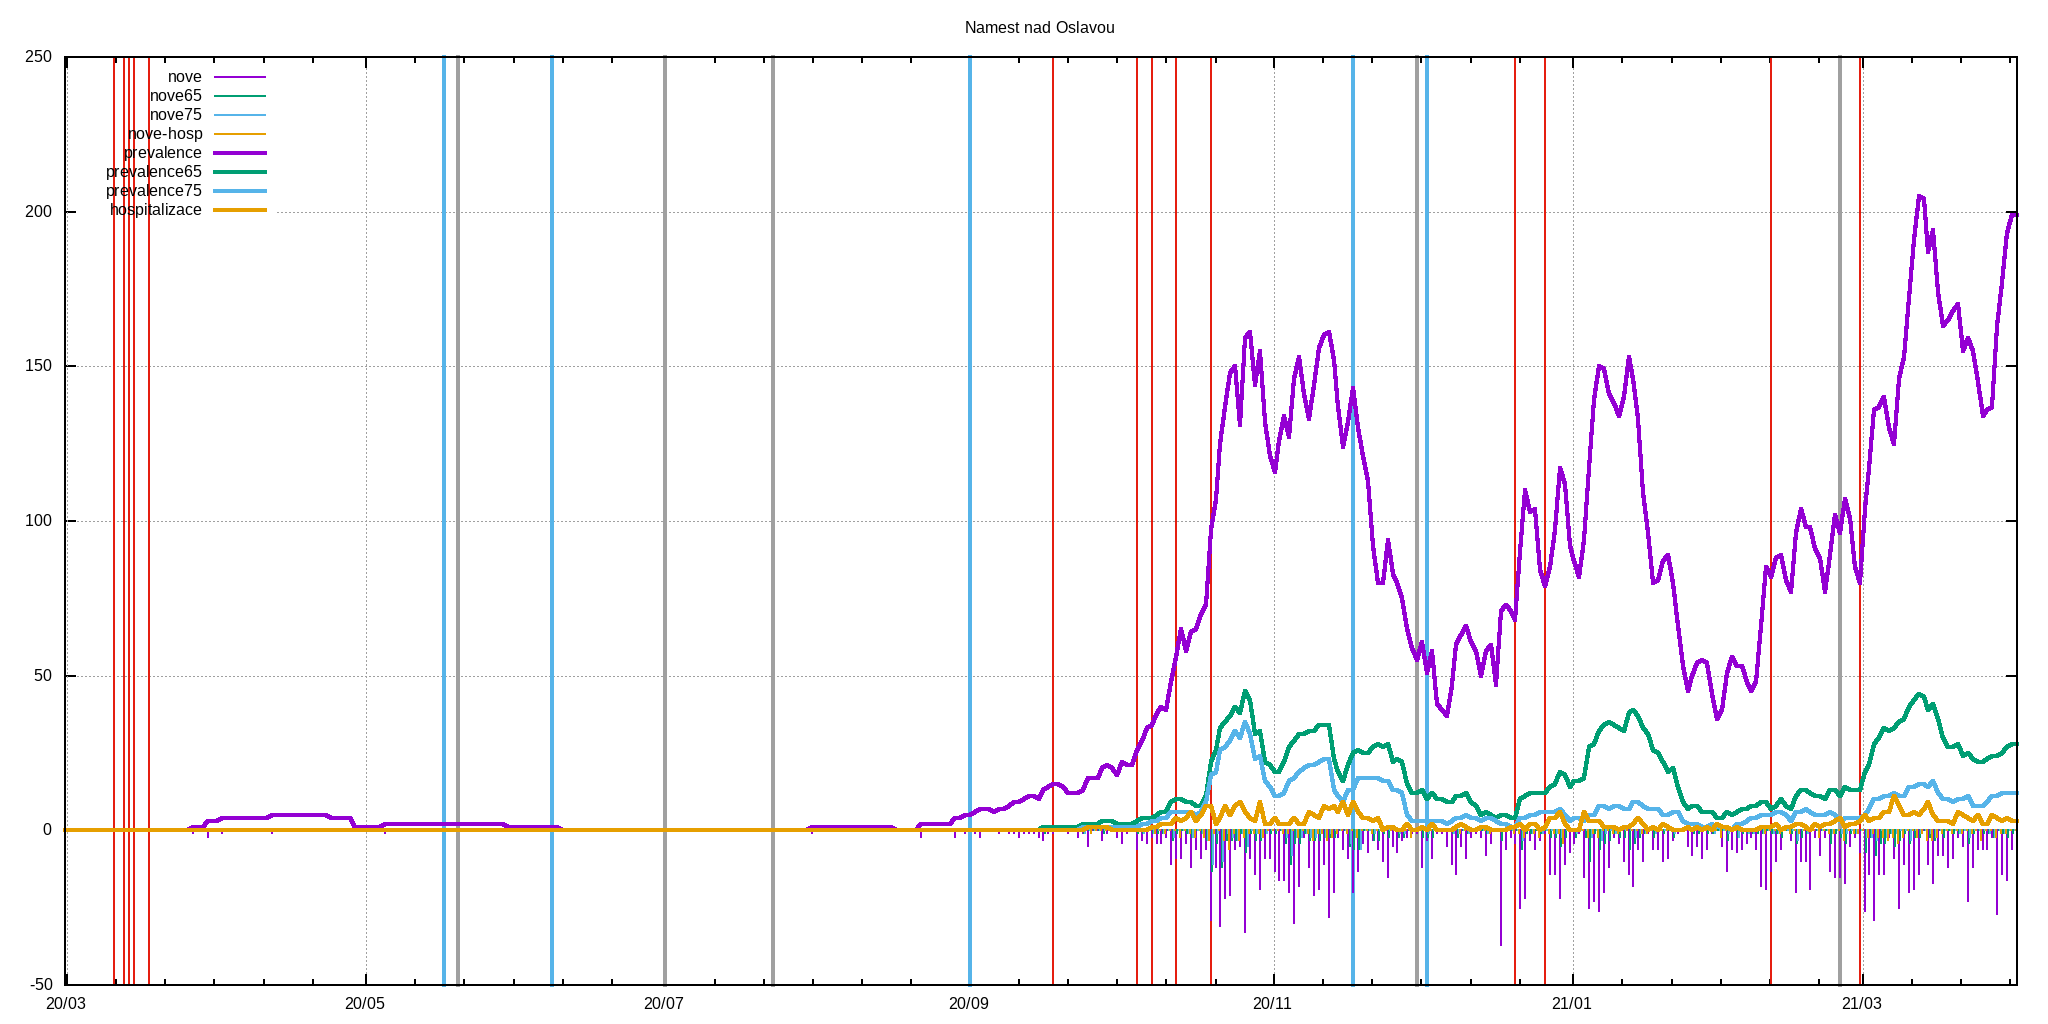 Namest nad Oslavou
250
200
150
100
50
0
-50
nove
nove65
nove75
nove-hosp
prevalence
prevalence65
prevalence75
hospitalizace
20/03 20/05 20/07 20/09 20/11 21/01 21/03